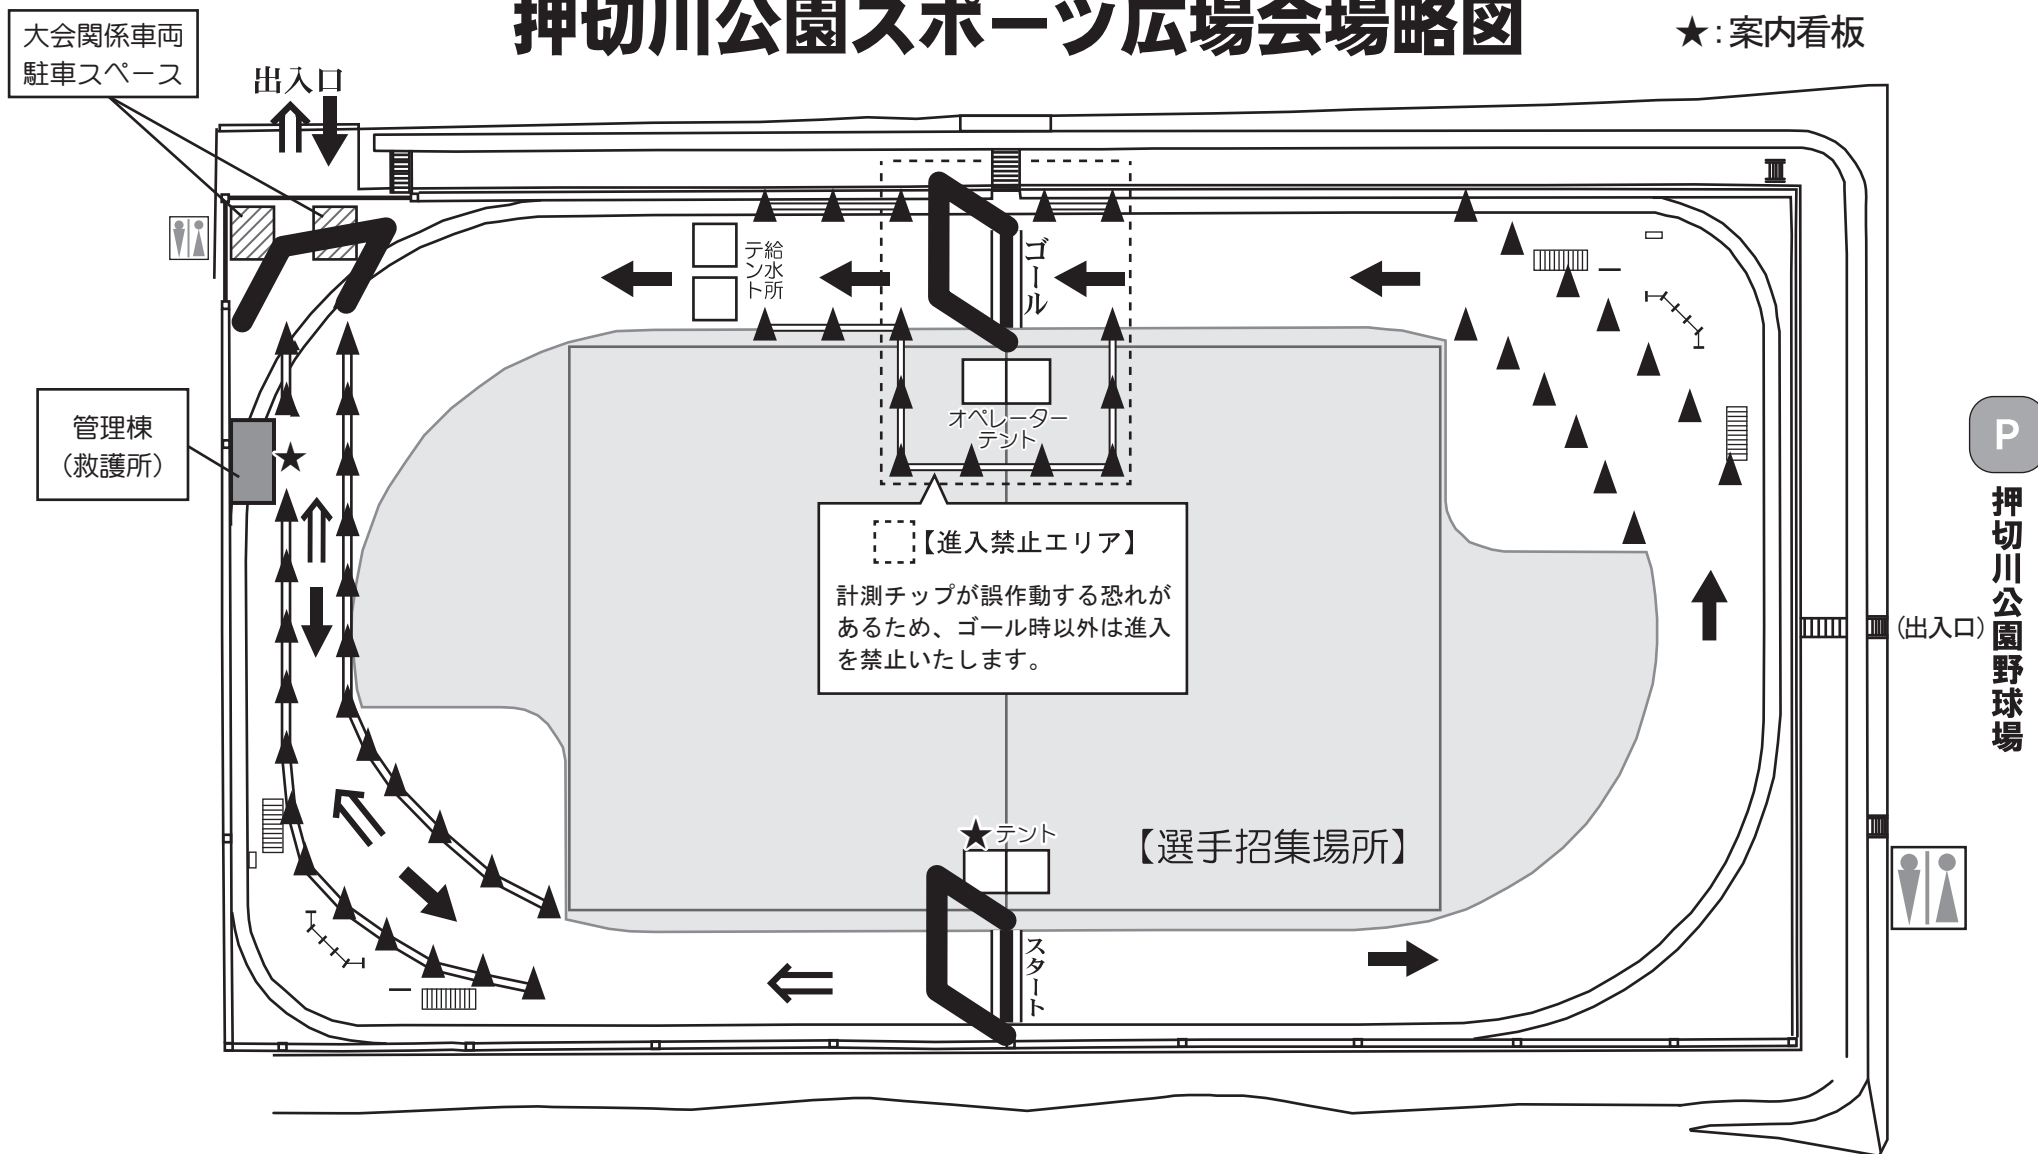 押切川公園スポーツ広場会場略図
★：案内看板
大会関係車両
駐車スペース
出入口
給水所
テント
ゴール
オペレーター
テント
管理棟
（救護所）
【進入禁止エリア】
計測チップが誤作動する恐れが
あるため、ゴール時以外は進入
を禁止いたします。
P
押切川公園野球場
（出入口）
★テント
【選手招集場所】
スタート